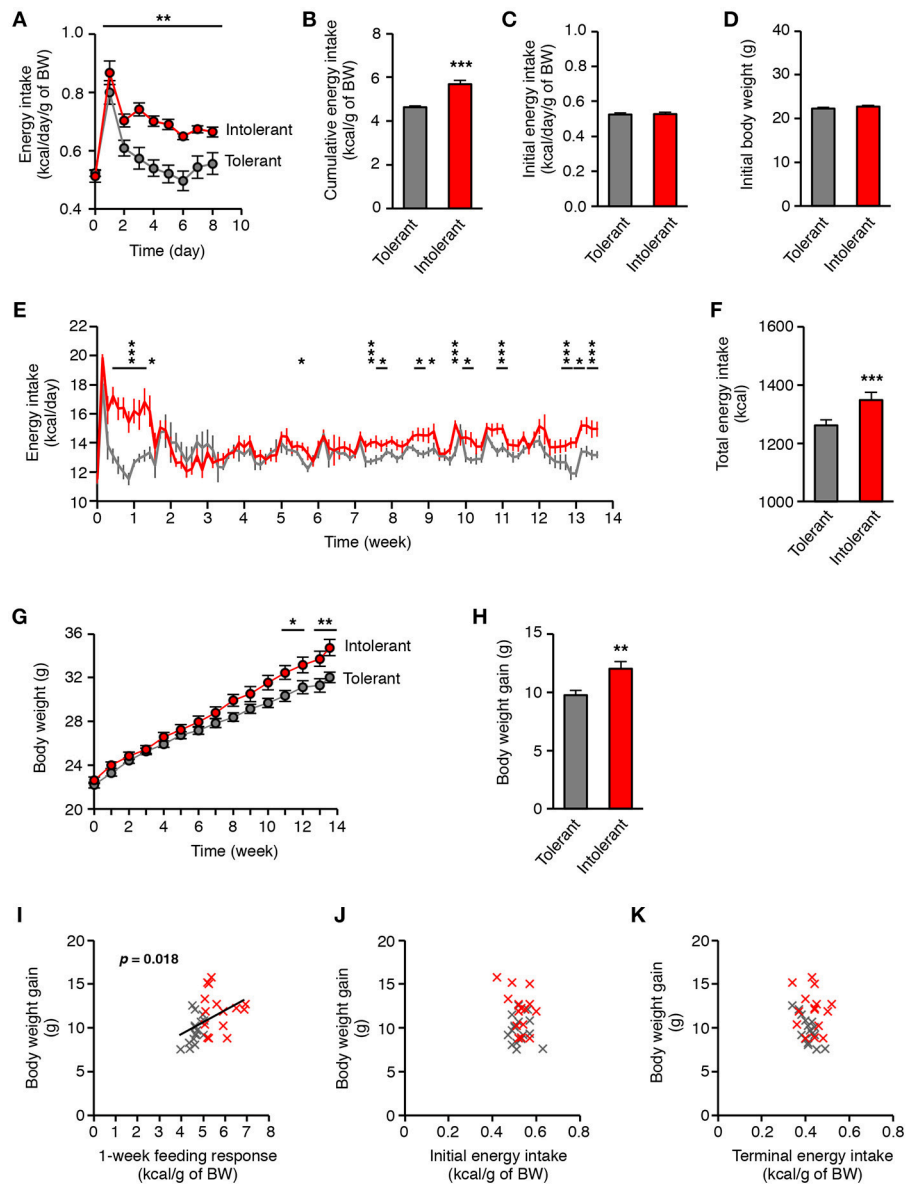 A
**
Energy intake
(kcal/day/g of BW)
1.0
0.8
0.6
0.4
0 2 4 6 8 10
Time (day)
Intolerant
Tolerant
B
Cumulative energy intake
(kcal/g of BW)
8
6
4
2
0
***
Tolerant
Intolerant
C
Initial energy intake
(kcal/day/g of BW)
1.0
0.8
0.6
0.4
0.2
0.0
Tolerant
Intolerant
D
Initial body weight (g)
40
30
20
10
0
Tolerant
Intolerant
E
Energy intake
(kcal/day)
22
20
18
16
14
12
10
*** * * *** * * * *** * *** *** * ***
0 1 2 3 4 5 6 7 8 9 10 11 12 13 14
Time (week)
F
Total energy intake
(kcal)
1600
1400
1200
1000
***
Tolerant
Intolerant
G
Body weight (g)
36
32
28
24
20
* **
Intolerant
Tolerant
0 2 4 6 8 10 12 14
Time (week)
H
Body weight gain (g)
15
10
5
0
**
Tolerant
Intolerant
I
Body weight gain
(g)
20
15
10
5
0
p = 0.018
0 1 2 3 4 5 6 7 8
1-week feeding response
(kcal/g of BW)
J
Body weight gain
(g)
20
15
10
5
0
0 0.2 0.4 0.6 0.8
Initial energy intake
(kcal/g of BW)
K
Body weight gain
(g)
20
15
10
5
0
0 0.2 0.4 0.6 0.8
Terminal energy intake
(kcal/g of BW)